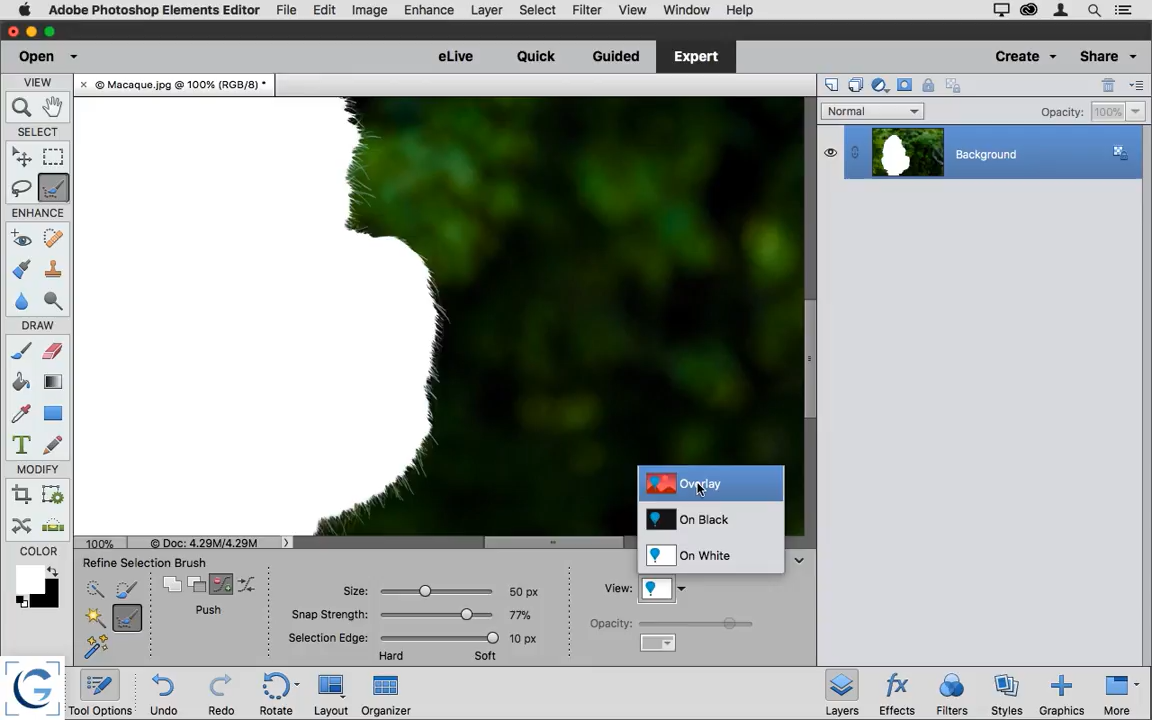 Adobe Photoshop Elements Editor File Edit Image Enhance Layer Select Filter View Window Help
Open eLive Quick Guided Expert Create Share
VIEW
× © Macaque.jpg @ 100% (RGB/8) *
Normal Opacity: 100%
SELECT
Background
ENHANCE
DRAW
T
MODIFY
Overlay
On Black
On White
100% © Doc: 4.29M/4.29M
COLOR
Refine Selection Brush
Push
Size: 50 px
Snap Strength: 77%
Selection Edge: 10 px
Hard Soft
View:
Opacity:
G
Tool Options Undo Redo Rotate Layout Organizer
fx
Layers Effects Filters Styles Graphics More